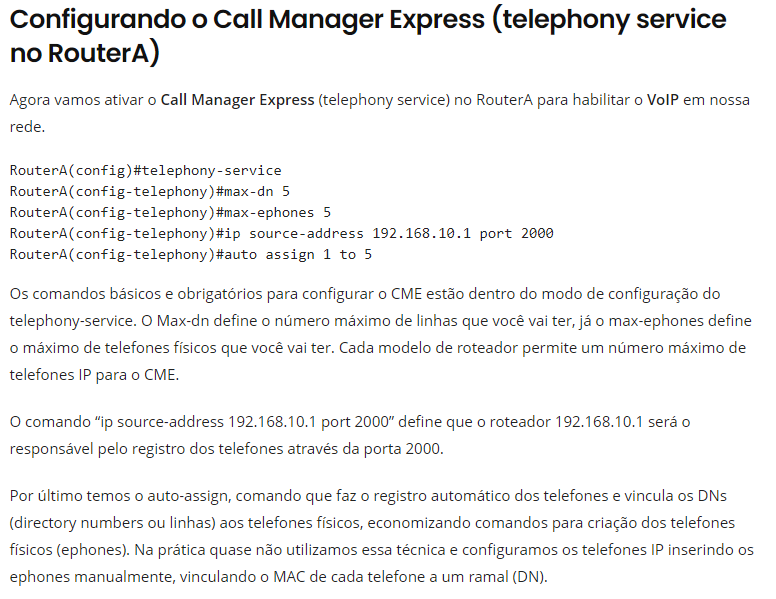 Configurando o Call Manager Express (telephony service
no RouterA)
Agora vamos ativar o Call Manager Express (telephony service) no RouterA para habilitar o VoIP em nossa
rede.
RouterA(config)#telephony-service
RouterA(config-telephony)#max-dn 5
RouterA(config-telephony)#max-ephones 5
RouterA(config-telephony)#ip source-address 192.168.10.1 port 2000
RouterA(config-telephony)#auto assign 1 to 5
Os comandos básicos e obrigatórios para configurar o CME estão dentro do modo de configuração do
telephony-service. O Max-dn define o número máximo de linhas que você vai ter, já o max-ephones define
o máximo de telefones físicos que você vai ter. Cada modelo de roteador permite um número máximo de
telefones IP para o CME.
O comando “ip source-address 192.168.10.1 port 2000” define que o roteador 192.168.10.1 será o
responsável pelo registro dos telefones através da porta 2000.
Por último temos o auto-assign, comando que faz o registro automático dos telefones e vincula os DNs
(directory numbers ou linhas) aos telefones físicos, economizando comandos para criação dos telefones
físicos (ephones). Na prática quase não utilizamos essa técnica e configuramos os telefones IP inserindo os
ephones manualmente, vinculando o MAC de cada telefone a um ramal (DN).